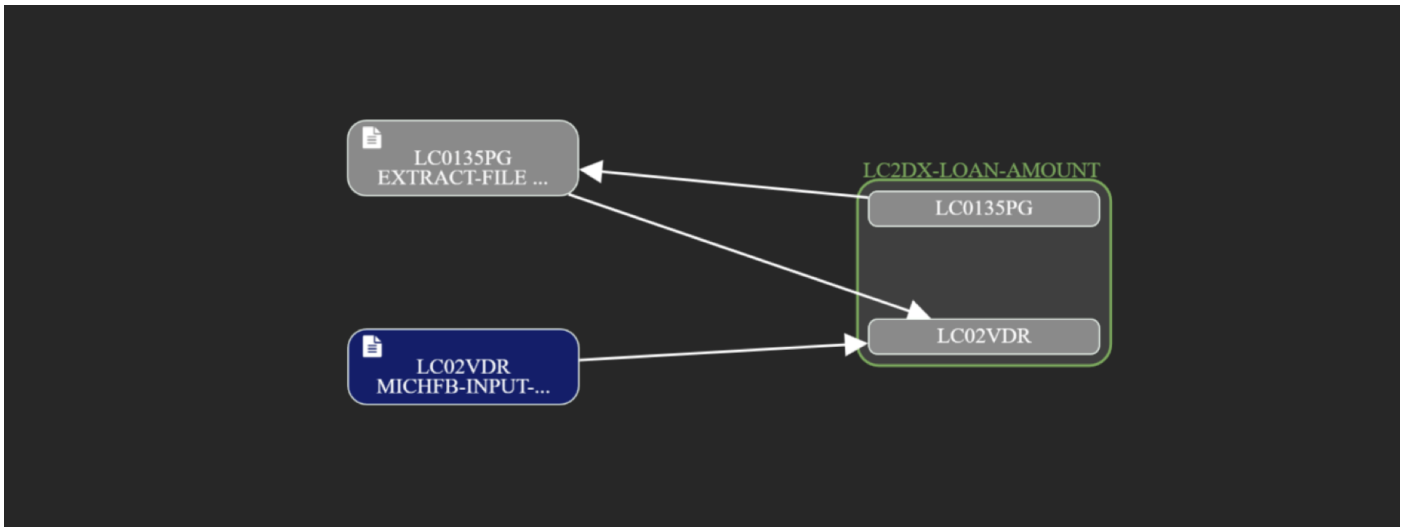 LC0135PG
EXTRACT-FILE ...
LC2DX-LOAN-AMOUNT
LC0135PG
LC02VDR
LC02VDR
MICHFB-INPUT-...